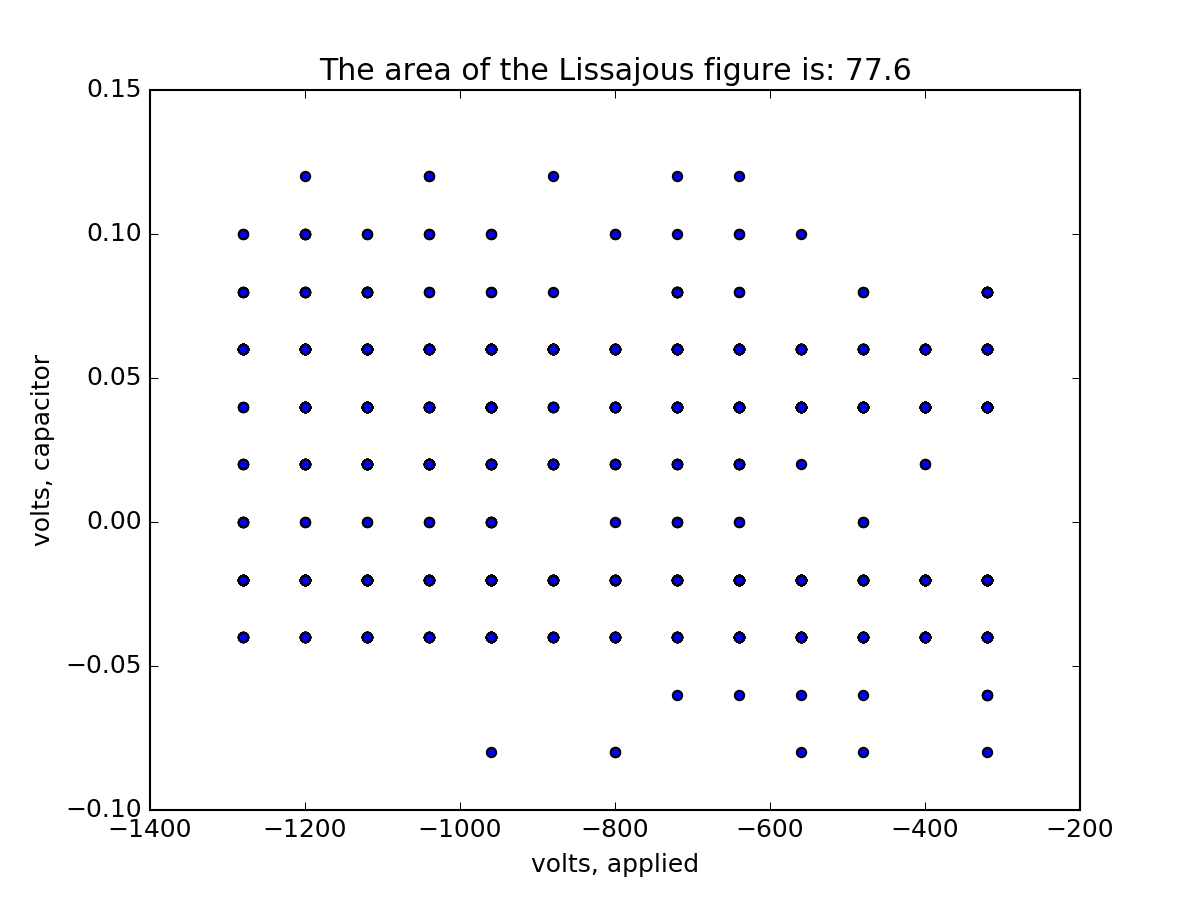 The area of the Lissajous figure is: 77.6
0.15
0.10
0.05
0.00
−0.05
−0.10
volts, capacitor
−1400 −1200 −1000 −800 −600 −400 −200
volts, applied